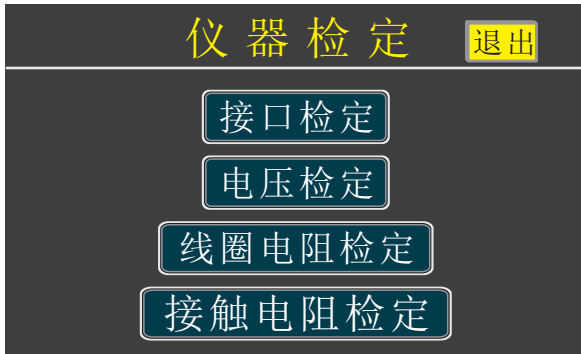 仪器检定 退出
接口检定
电压检定
线圈电阻检定
接触电阻检定